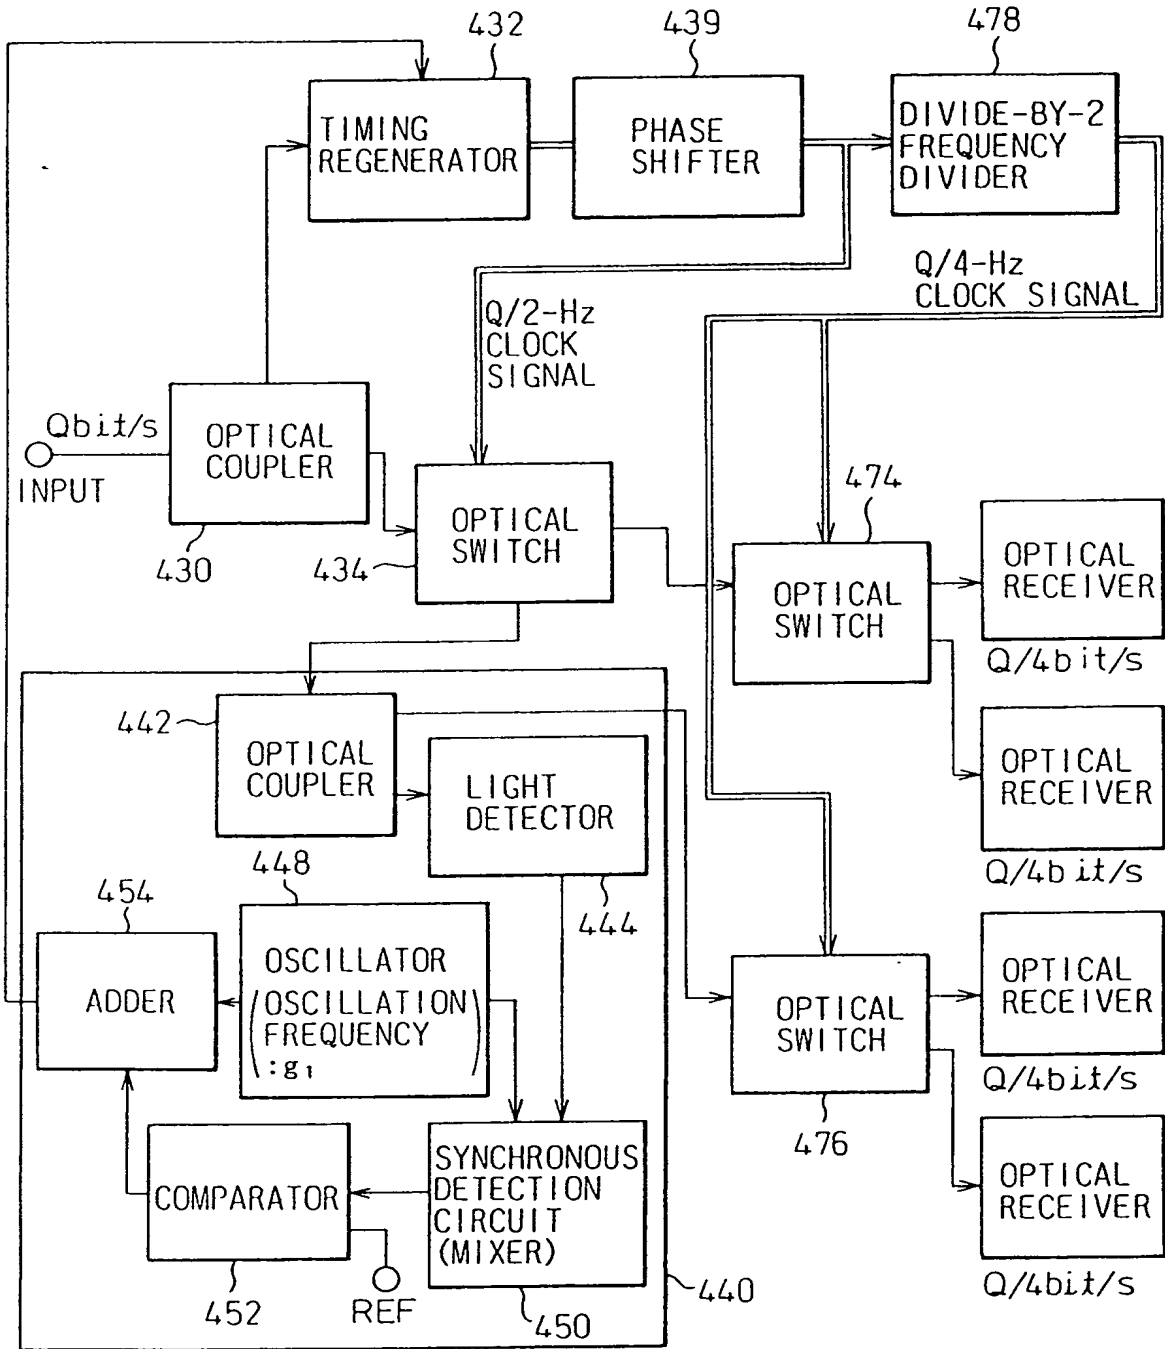 432
439
478
TIMING
REGENERATOR
PHASE
SHIFTER
DIVIDE-BY-2
FREQUENCY
DIVIDER
Q/2-Hz
CLOCK
SIGNAL
Q/4-Hz
CLOCK SIGNAL
Qbit/s
INPUT
OPTICAL
COUPLER
430
OPTICAL
SWITCH
434
474
OPTICAL
SWITCH
OPTICAL
RECEIVER
Q/4bit/s
OPTICAL
RECEIVER
Q/4bit/s
442
OPTICAL
COUPLER
LIGHT
DETECTOR
444
448
OSCILLATOR
(OSCILLATION
FREQUENCY
:g₁)
454
ADDER
OPTICAL
SWITCH
476
OPTICAL
RECEIVER
Q/4bit/s
OPTICAL
RECEIVER
Q/4bit/s
COMPARATOR
452
REF
SYNCHRONOUS
DETECTION
CIRCUIT
(MIXER)
450
440